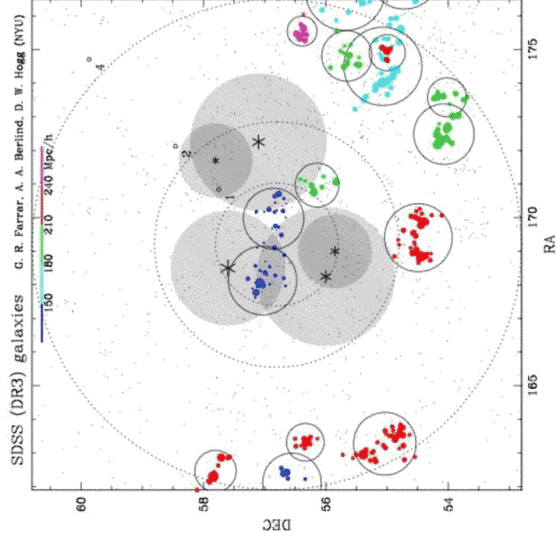 SDSS (DR3) galaxies G. R. Farrar, A. A. Berlind, D. W. Hogg (NYU)
150 180 210 240 Mpc/h
175
170
165
RA
60
58
56
54
DEC
4
2
1